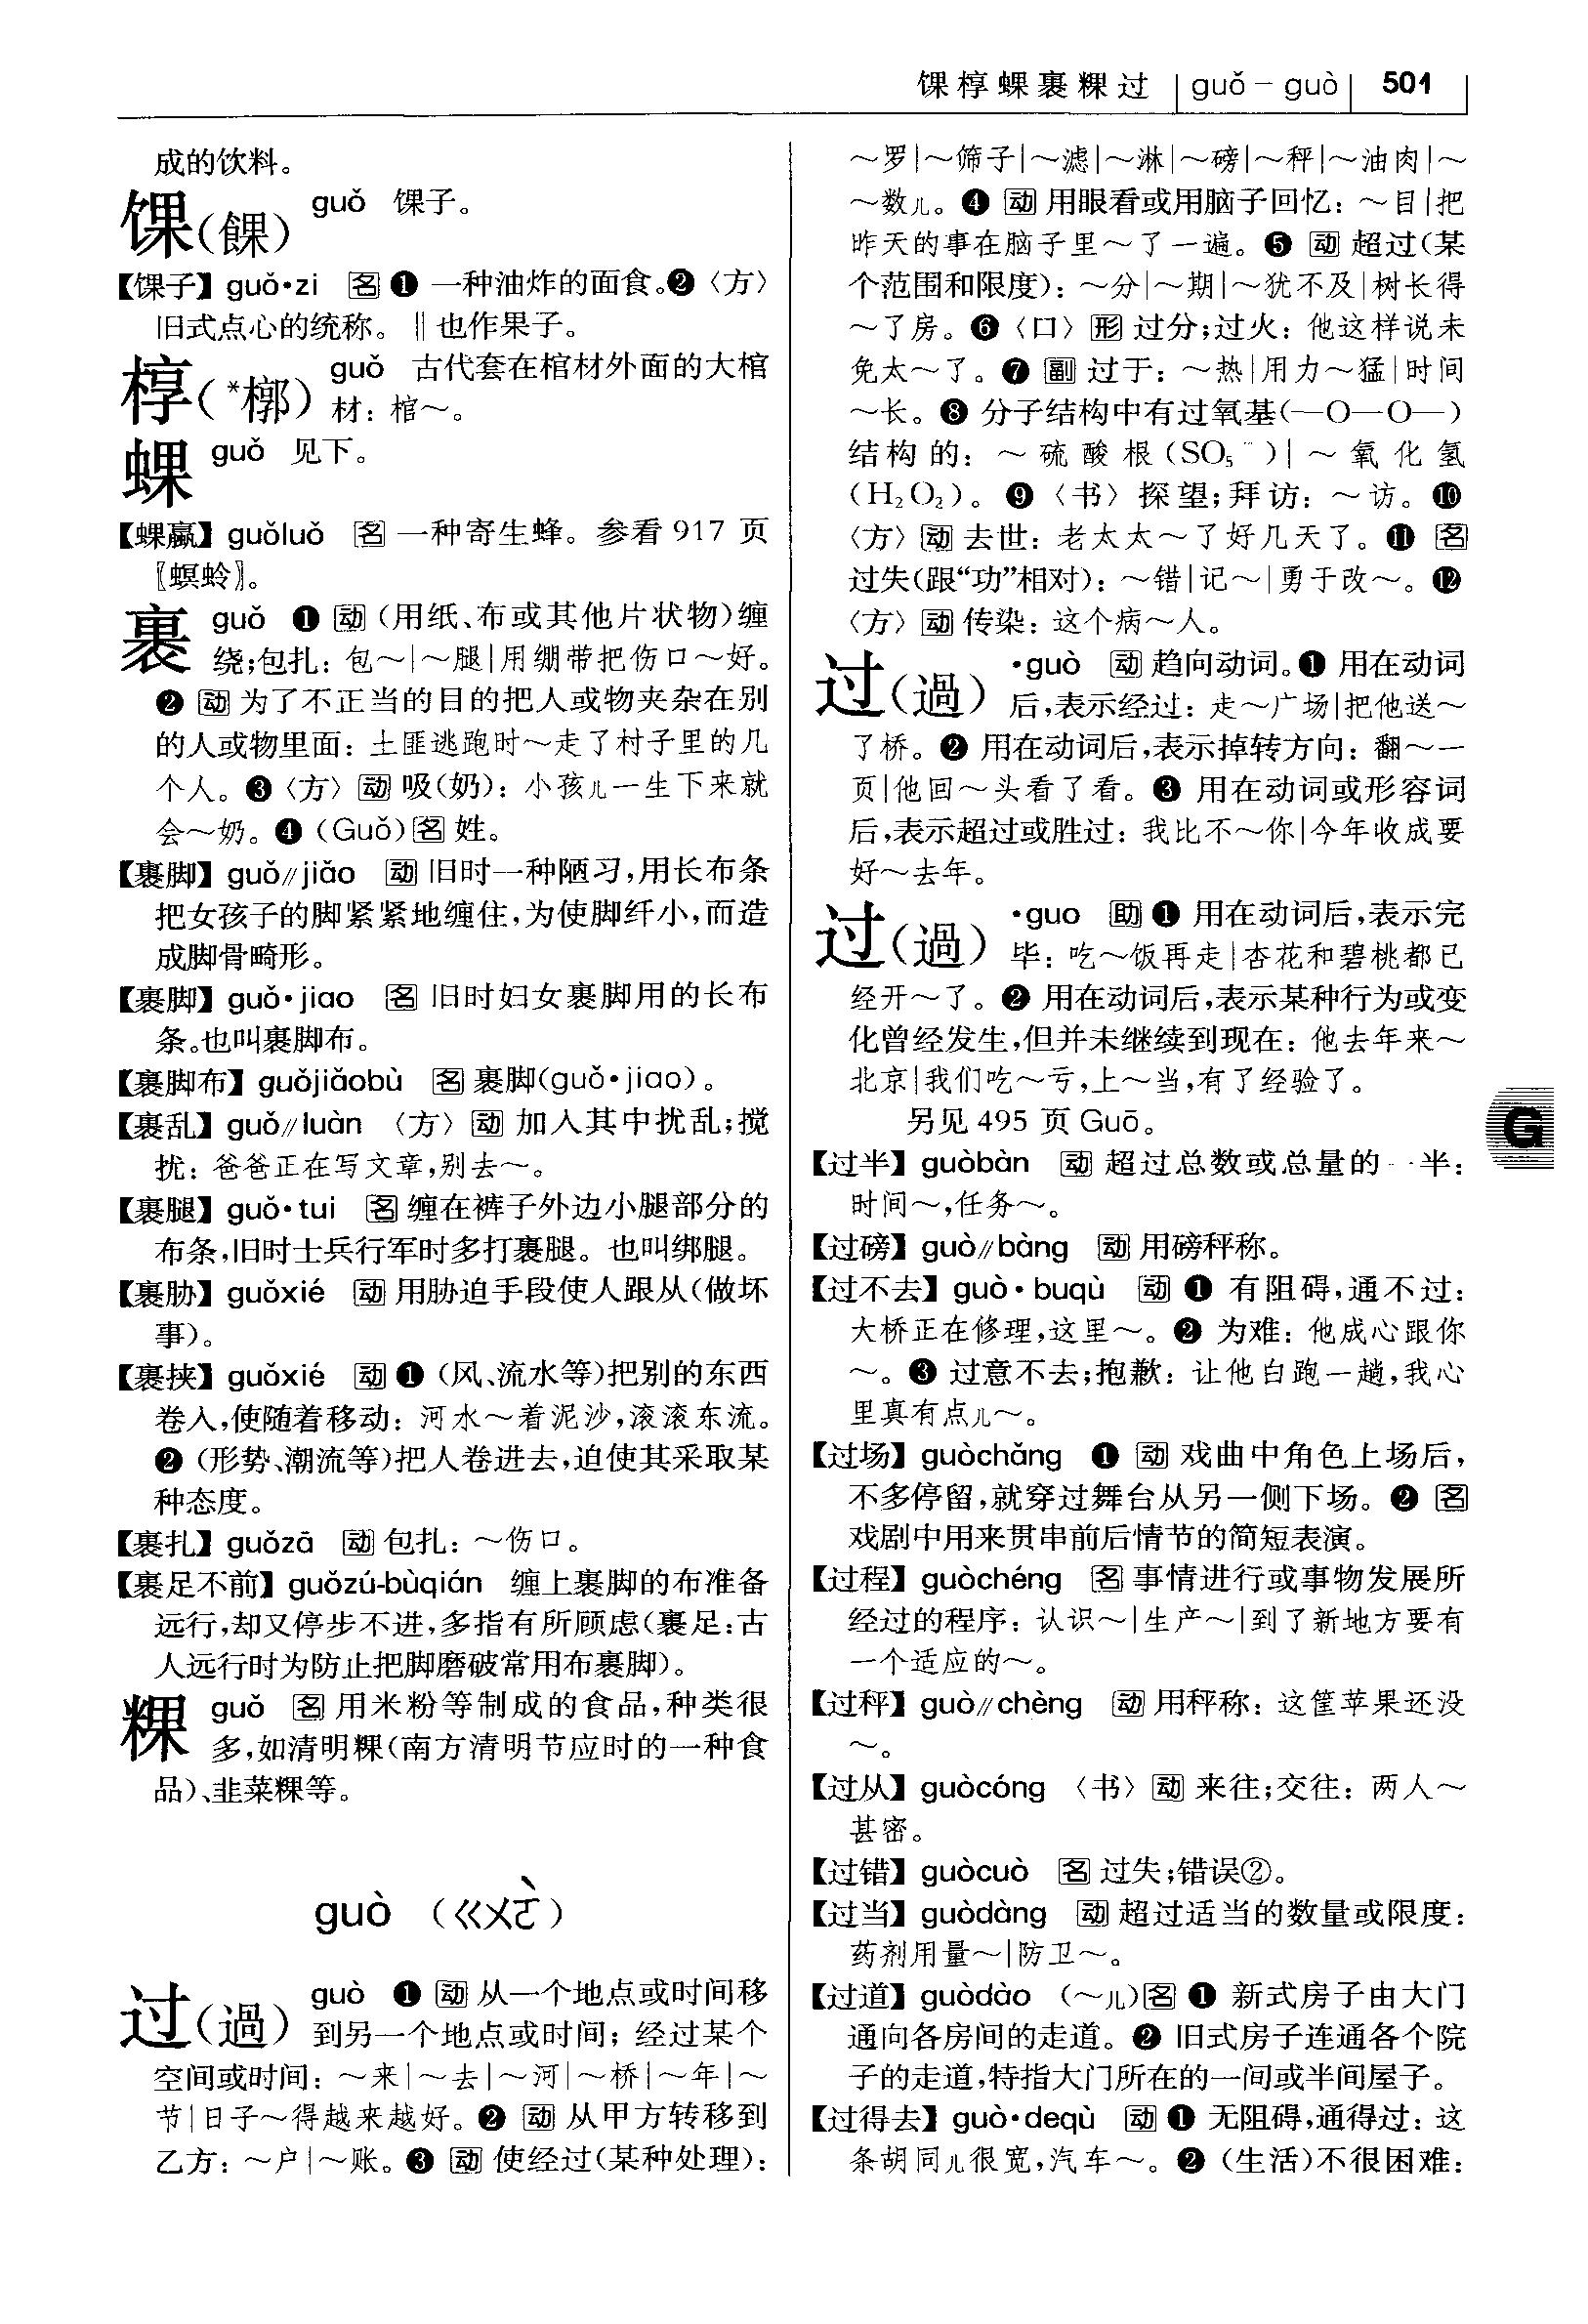 馃椁蜾裹粿过 guǒ－guò 501
成的饮料。
馃(餜) guǒ 馃子。
【馃子】guǒ•zi 名❶ 一种油炸的面食。❷〈方〉
旧式点心的统称。‖也作果子。
椁(*槨) guǒ 古代套在棺材外面的大棺
材：棺～。
蜾 guǒ 见下。
【蜾蠃】guǒluǒ 名 一种寄生蜂。参看 917 页
〖螟蛉〗。
裹 guǒ ❶ 动（用纸、布或其他片状物）缠
绕；包扎：包～|～腿|用绷带把伤口～好。
❷ 动 为了不正当的目的把人或物夹杂在别
的人或物里面：土匪逃跑时～走了村子里的几
个人。❸〈方〉动 吸（奶）：小孩儿一生下来就
会～奶。❹（Guǒ）名 姓。
【裹脚】guǒ//jiǎo 动 旧时一种陋习，用长布条
把女孩子的脚紧紧地缠住，为使脚纤小，而造
成脚骨畸形。
【裹脚】guǒ•jiao 名 旧时妇女裹脚用的长布
条。也叫裹脚布。
【裹脚布】guǒjiǎobù 名 裹脚(guǒ•jiao)。
【裹乱】guǒ//luàn 〈方〉动 加入其中扰乱；搅
扰：爸爸正在写文章，别去～。
【裹腿】guǒ•tui 名 缠在裤子外边小腿部分的
布条，旧时士兵行军时多打裹腿。也叫绑腿。
【裹胁】guǒxié 动 用胁迫手段使人跟从（做坏
事）。
【裹挟】guǒxié 动❶（风、流水等）把别的东西
卷入，使随着移动：河水～着泥沙，滚滚东流。
❷（形势、潮流等）把人卷进去，迫使其采取某
种态度。
【裹扎】guǒzā 动 包扎：～伤口。
【裹足不前】guǒzú-bùqián 缠上裹脚的布准备
远行，却又停步不进，多指有所顾虑（裹足：古
人远行时为防止把脚磨破常用布裹脚）。
粿 guǒ 名 用米粉等制成的食品，种类很
多，如清明粿（南方清明节应时的一种食
品）、韭菜粿等。
guò （ㄍㄨㄛˋ）
过(過) guò ❶ 动 从一个地点或时间移
到另一个地点或时间；经过某个
空间或时间：～来|～去|～河|～桥|～年|～
节|日子～得越来越好。❷ 动 从甲方转移到
乙方：～户|～账。❸ 动 使经过（某种处理）：
～罗|～筛子|～滤|～淋|～磅|～秤|～油肉|～
～数儿。❹ 动 用眼看或用脑子回忆：～目|把
昨天的事在脑子里～了一遍。❺ 动 超过（某
个范围和限度）：～分|～期|～犹不及|树长得
～了房。❻〈口〉形 过分；过火：他这样说未
免太～了。❼ 副 过于：～热|用力～猛|时间
～长。❽ 分子结构中有过氧基(—O—O—)
结构的：～硫酸根(SO₅⁻⁻)|～氧化氢
(H₂O₂)。❾〈书〉探望；拜访：～访。❿
〈方〉动 去世：老太太～了好几天了。⓫ 名
过失（跟“功”相对）：～错|记～|勇于改～。⓬
〈方〉动 传染：这个病～人。
过(過) •guò 动 趋向动词。❶ 用在动词
后，表示经过：走～广场|把他送～
了桥。❷ 用在动词后，表示掉转方向：翻～一
页|他回～头看了看。❸ 用在动词或形容词
后，表示超过或胜过：我比不～你|今年收成要
好～去年。
过(過) •guo 助❶ 用在动词后，表示完
毕：吃～饭再走|杏花和碧桃都已
经开～了。❷ 用在动词后，表示某种行为或变
化曾经发生，但并未继续到现在：他去年来～
北京|我们吃～亏，上～当，有了经验了。
另见 495 页 Guō。
【过半】guòbàn 动 超过总数或总量的一半：
时间～，任务～。
【过磅】guò//bàng 动 用磅秤称。
【过不去】guò•buqù 动❶ 有阻碍，通不过：
大桥正在修理，这里～。❷ 为难：他成心跟你
～。❸ 过意不去；抱歉：让他白跑一趟，我心
里真有点儿～。
【过场】guòchǎng ❶ 动 戏曲中角色上场后，
不多停留，就穿过舞台从另一侧下场。❷ 名
戏剧中用来贯串前后情节的简短表演。
【过程】guòchéng 名 事情进行或事物发展所
经过的程序：认识～|生产～|到了新地方要有
一个适应的～。
【过秤】guò//chèng 动 用秤称：这筐苹果还没
～。
【过从】guòcóng 〈书〉动 来往；交往：两人～
甚密。
【过错】guòcuò 名 过失；错误②。
【过当】guòdàng 动 超过适当的数量或限度：
药剂用量～|防卫～。
【过道】guòdào （～儿）名❶ 新式房子由大门
通向各房间的走道。❷ 旧式房子连通各个院
子的走道，特指大门所在的一间或半间屋子。
【过得去】guò•deqù 动❶ 无阻碍，通得过：这
条胡同儿很宽，汽车～。❷（生活）不很困难：
G